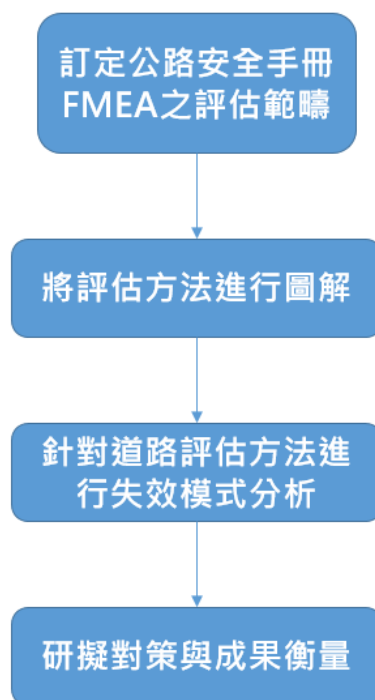 訂定公路安全手冊
FMEA之評估範疇
將評估方法進行圖解
針對道路評估方法進
行失效模式分析
研擬對策與成果衡量